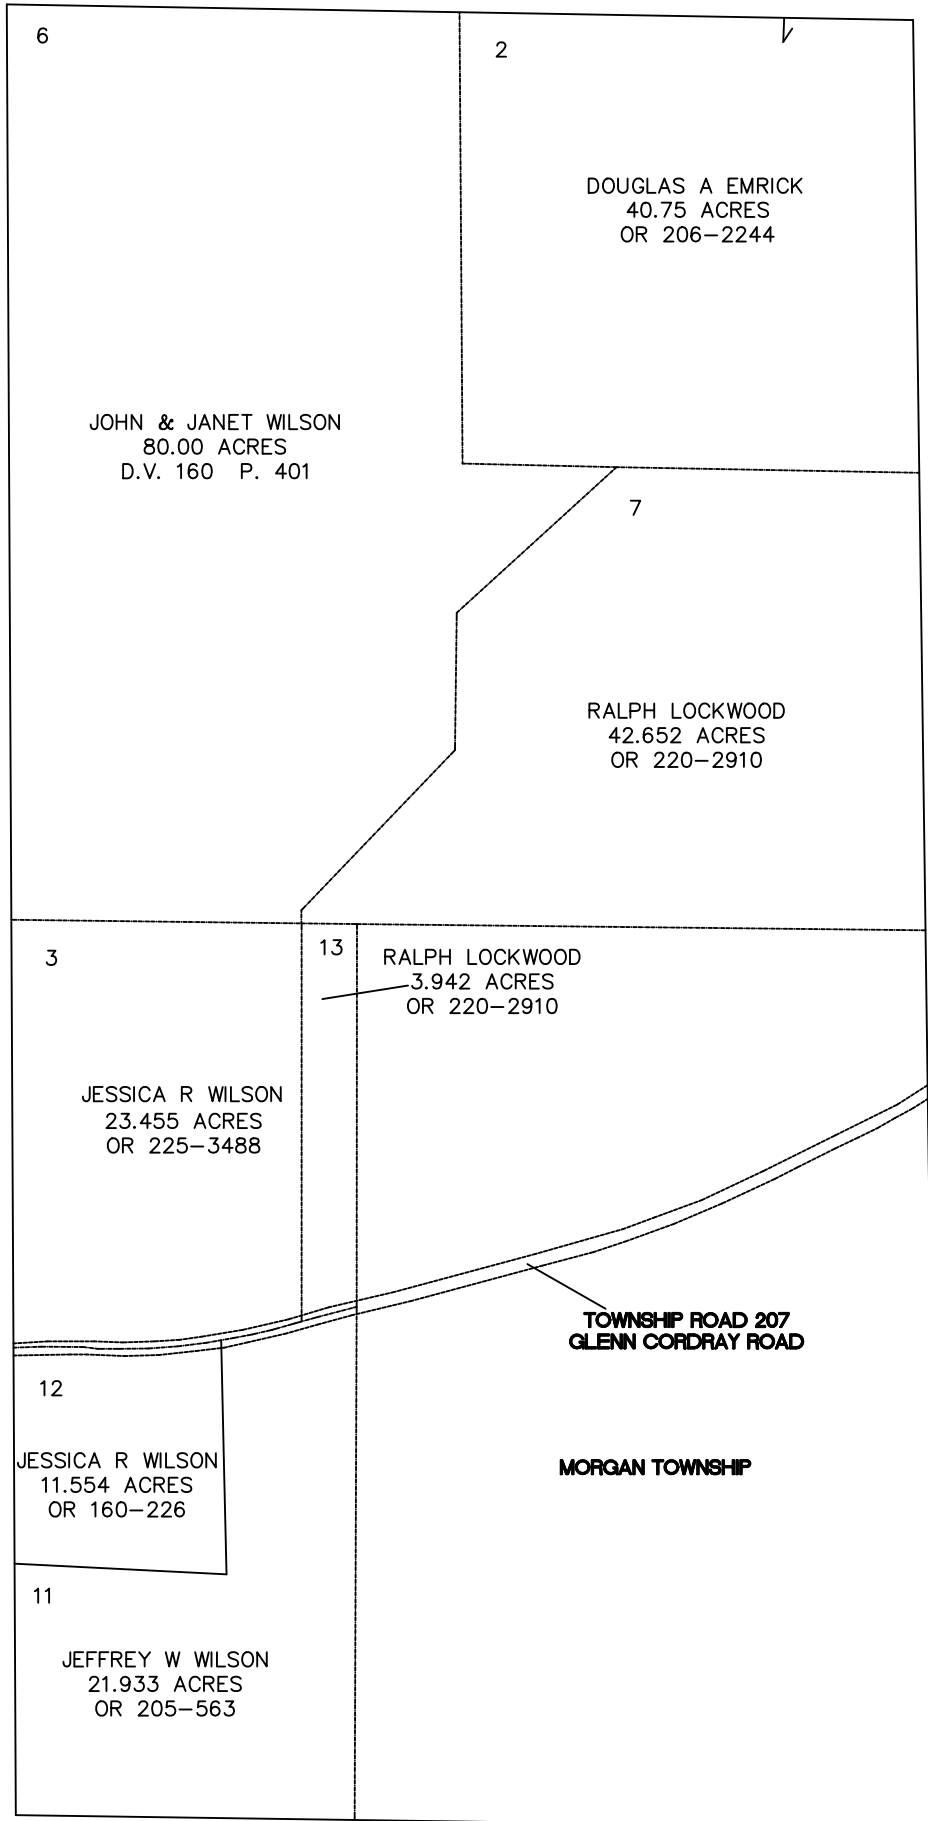 6
2
DOUGLAS A EMRICK
40.75 ACRES
OR 206-2244
JOHN & JANET WILSON
80.00 ACRES
D.V. 160 P. 401
7
RALPH LOCKWOOD
42.652 ACRES
OR 220-2910
3
13
RALPH LOCKWOOD
3.942 ACRES
OR 220-2910
JESSICA R WILSON
23.455 ACRES
OR 225-3488
TOWNSHIP ROAD 207
GLENN CORDRAY ROAD
12
JESSICA R WILSON
11.554 ACRES
OR 160-226
MORGAN TOWNSHIP
11
JEFFREY W WILSON
21.933 ACRES
OR 205-563